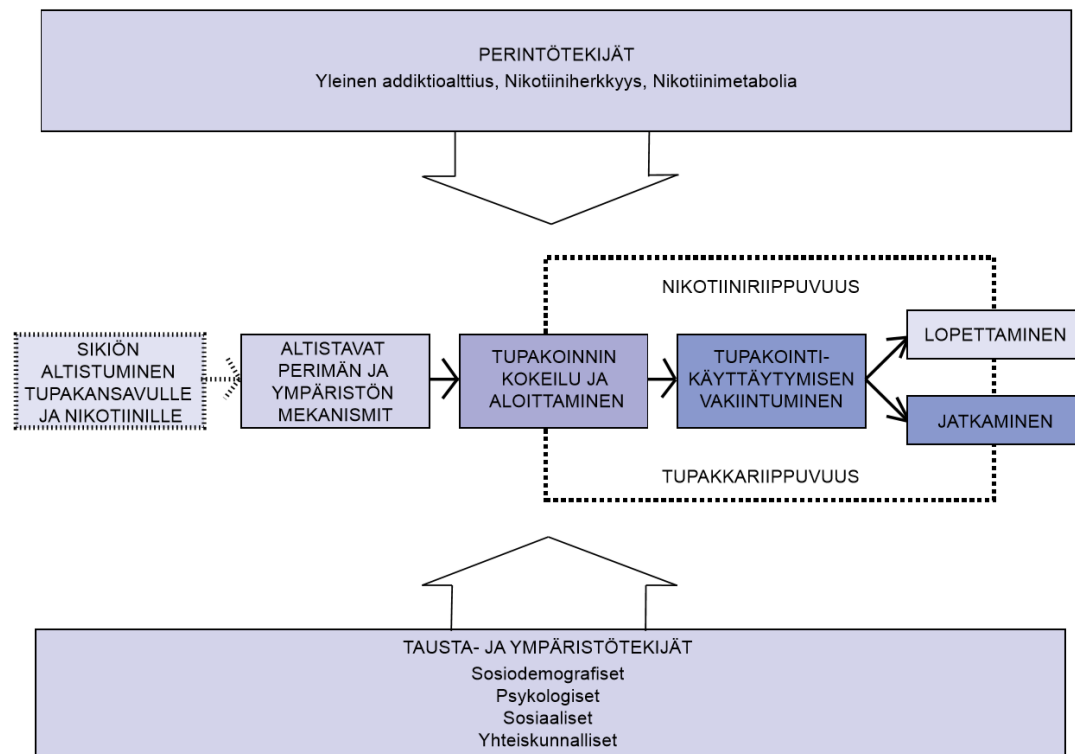 PERINTÖTEKIJÄT
Yleinen addiktioalttius, Nikotiiniherkkyys, Nikotiinimetabolia
NIKOTIINIRIIPPUVUUS
SIKIÖN
ALTISTUMINEN
TUPAKANSAVULLE
JA NIKOTIINILLE
ALTISTAVAT
PERIMÄN JA
YMPÄRISTÖN
MEKANISMIT
TUPAKOINNIN
KOKEILU JA
ALOITTAMINEN
TUPAKOINTI-
KÄYTTÄYTYMISEN
VAKIINTUMINEN
LOPETTAMINEN
JATKAMINEN
TUPAKKARIIPPUVUUS
TAUSTA- JA YMPÄRISTÖTEKIJÄT
Sosiodemografiset
Psykologiset
Sosiaaliset
Yhteiskunnalliset